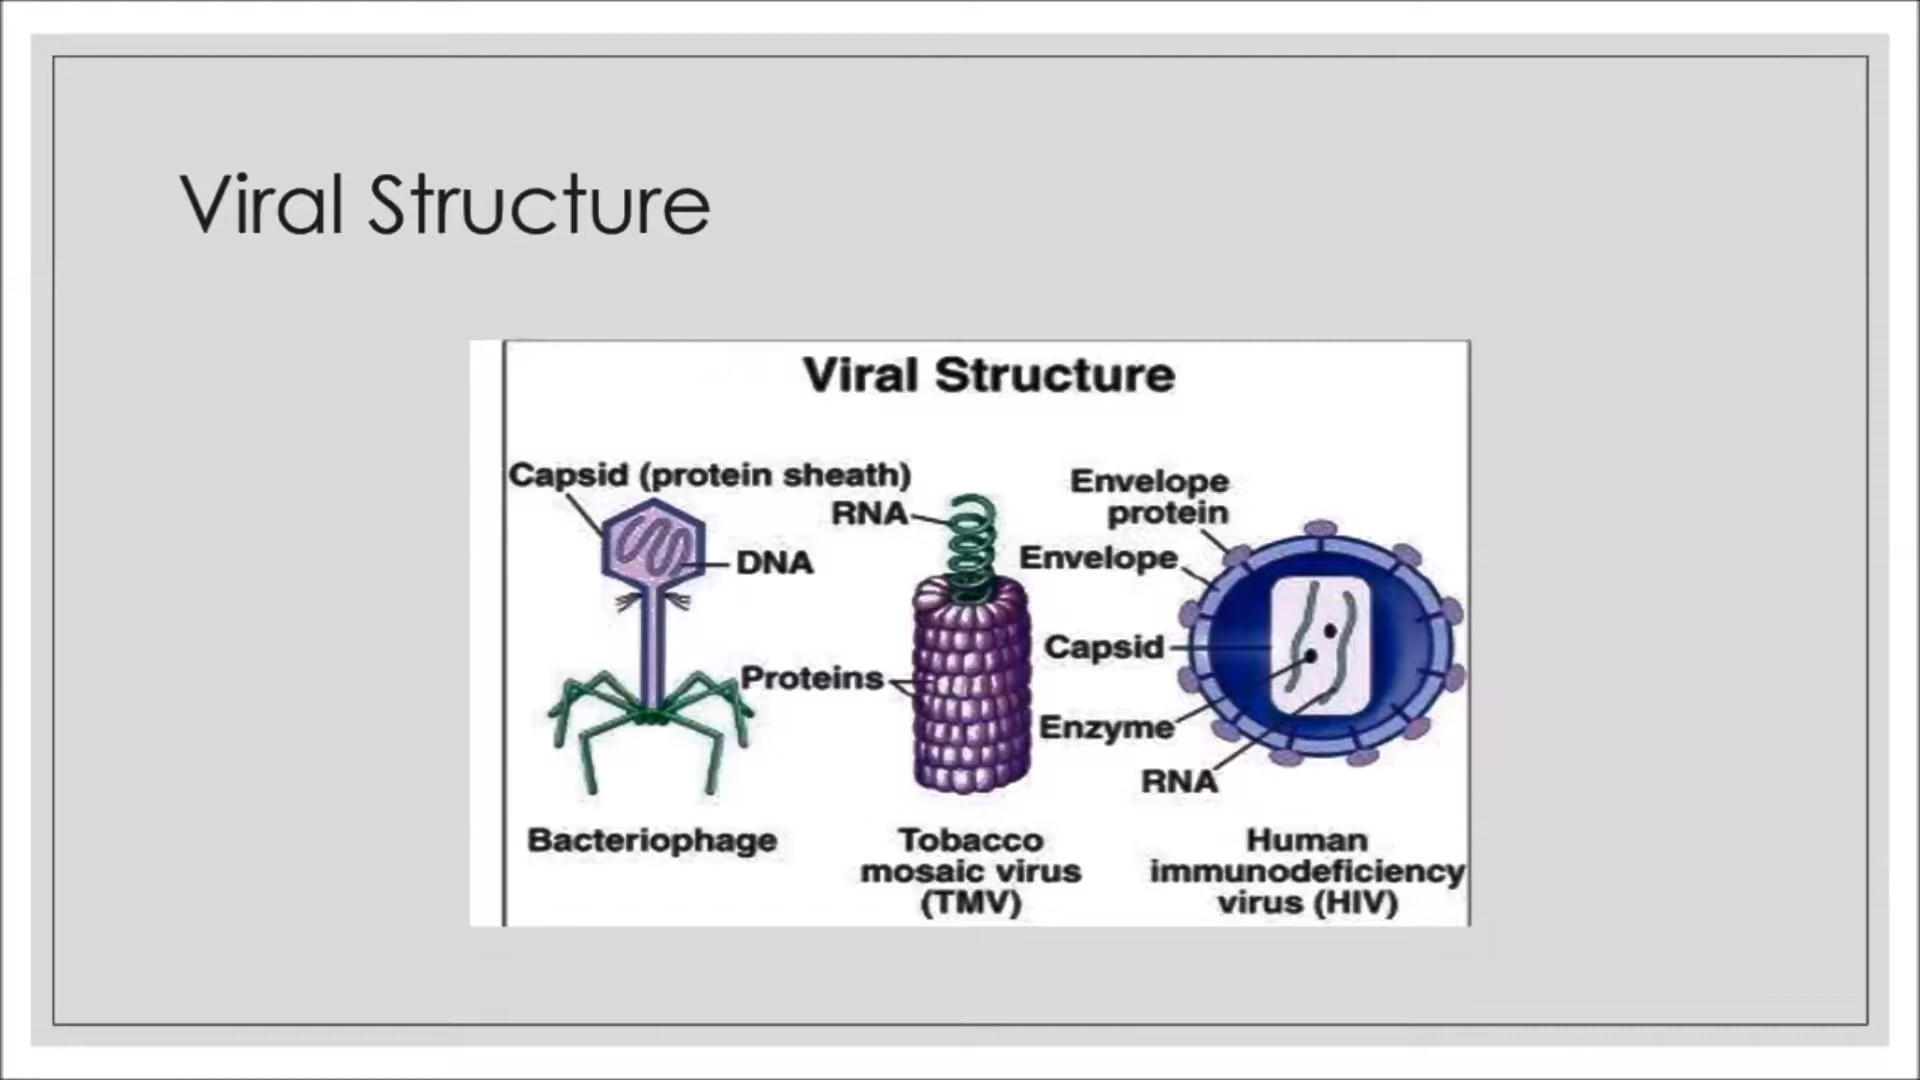 Viral Structure
Viral Structure
Capsid (protein sheath)
DNA
Bacteriophage
RNA
Proteins
Tobacco
mosaic virus
(TMV)
Envelope
protein
Envelope
Capsid
Enzyme
RNA
Human
immunodeficiency
virus (HIV)